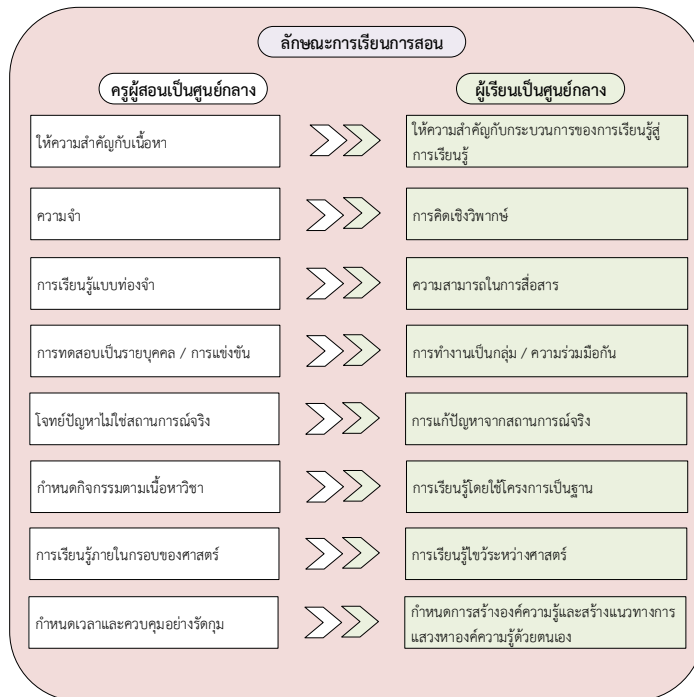 ลักษณะการเรียนการสอน
ครูผู้สอนเป็นศูนย์กลาง
ผู้เรียนเป็นศูนย์กลาง
ให้ความสำคัญกับเนื้อหา
ให้ความสำคัญกับกระบวนการของการเรียนรู้สู่
การเรียนรู้
ความจำ
การคิดเชิงวิพากษ์
การเรียนรู้แบบท่องจำ
ความสามารถในการสื่อสาร
การทดสอบเป็นรายบุคคล / การแข่งขัน
การทำงานเป็นกลุ่ม / ความร่วมมือกัน
โจทย์ปัญหาไม่ใช่สถานการณ์จริง
การแก้ปัญหาจากสถานการณ์จริง
กำหนดกิจกรรมตามเนื้อหาวิชา
การเรียนรู้โดยใช้โครงการเป็นฐาน
การเรียนรู้ภายในกรอบของศาสตร์
การเรียนรู้ไขว้ระหว่างศาสตร์
กำหนดเวลาและควบคุมอย่างรัดกุม
กำหนดการสร้างองค์ความรู้และสร้างแนวทางการ
แสวงหาองค์ความรู้ด้วยตนเอง